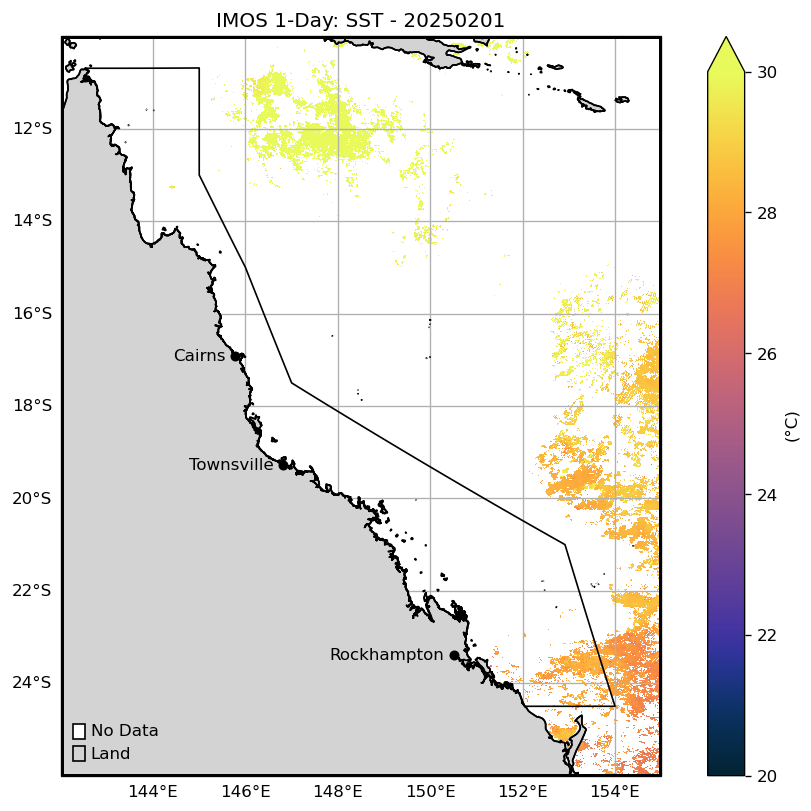 IMOS 1-Day: SST - 20250201
12°S
14°S
16°S
18°S
20°S
22°S
24°S
Cairns
Townsville
Rockhampton
No Data
Land
144°E 146°E 148°E 150°E 152°E 154°E
30
28
26
24
22
20
(°C)